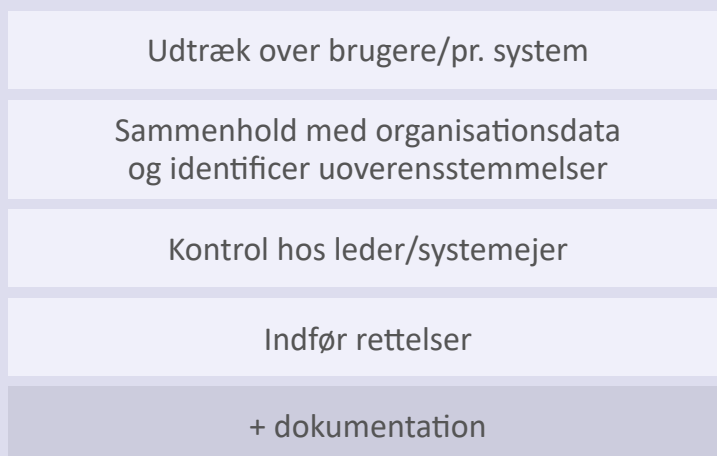 Udtræk over brugere/pr. system
Sammenhold med organisationsdata
og identificer uoverensstemmelser
Kontrol hos leder/systemejer
Indfør rettelser
+ dokumentation